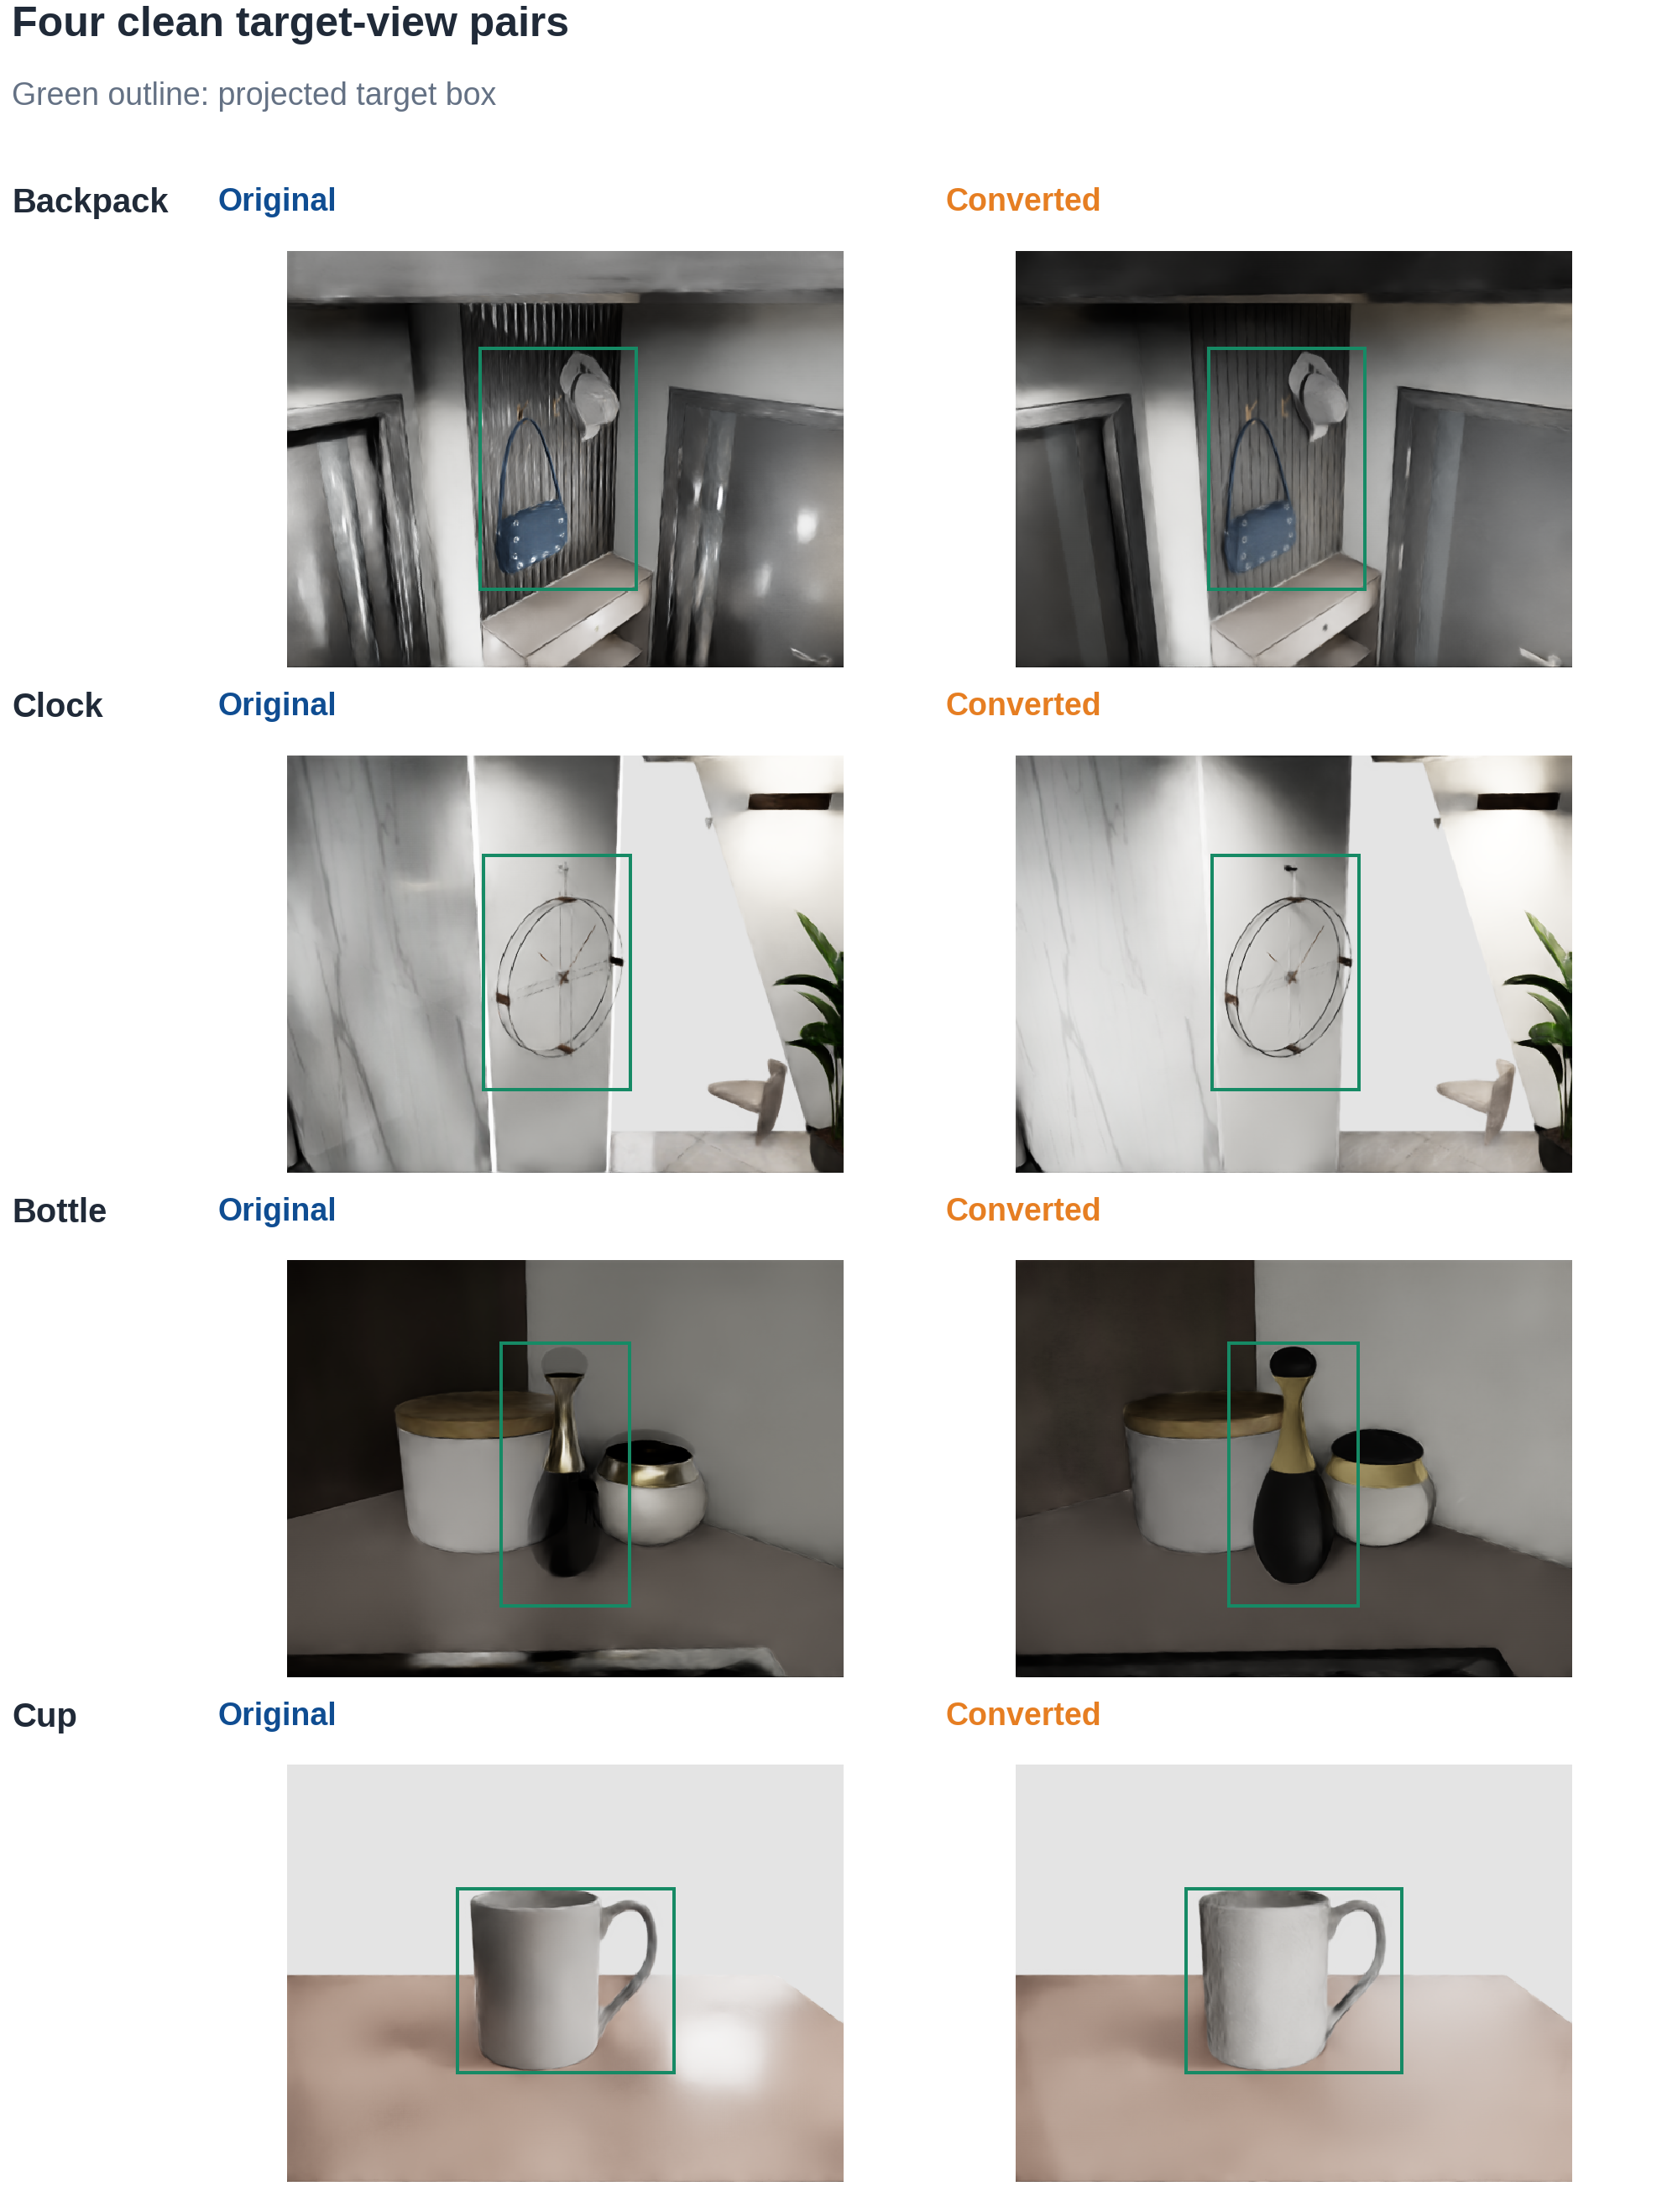 Four clean target-view pairs
Green outline: projected target box
Backpack Original Converted
Clock Original Converted
Bottle Original Converted
Cup Original Converted